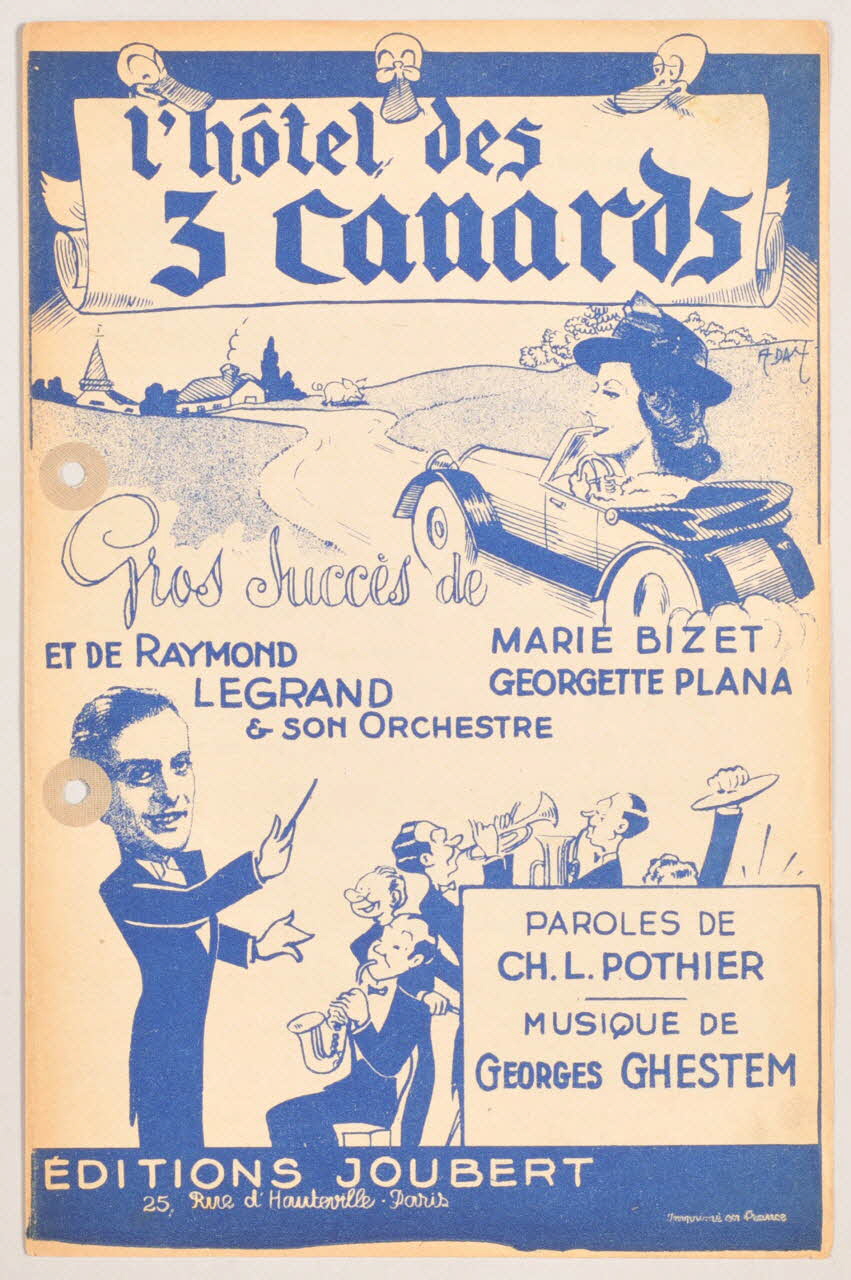 l'hôtel des
3 canards
ADAM
Gros Succès de
MARIE BIZET
GEORGETTE PLANA
ET DE RAYMOND
LEGRAND
& SON ORCHESTRE
PAROLES DE
CH. L. POTHIER
MUSIQUE DE
GEORGES GHESTEM
ÉDITIONS JOUBERT
25, Rue d'Hauteville - Paris
Imprimé en France